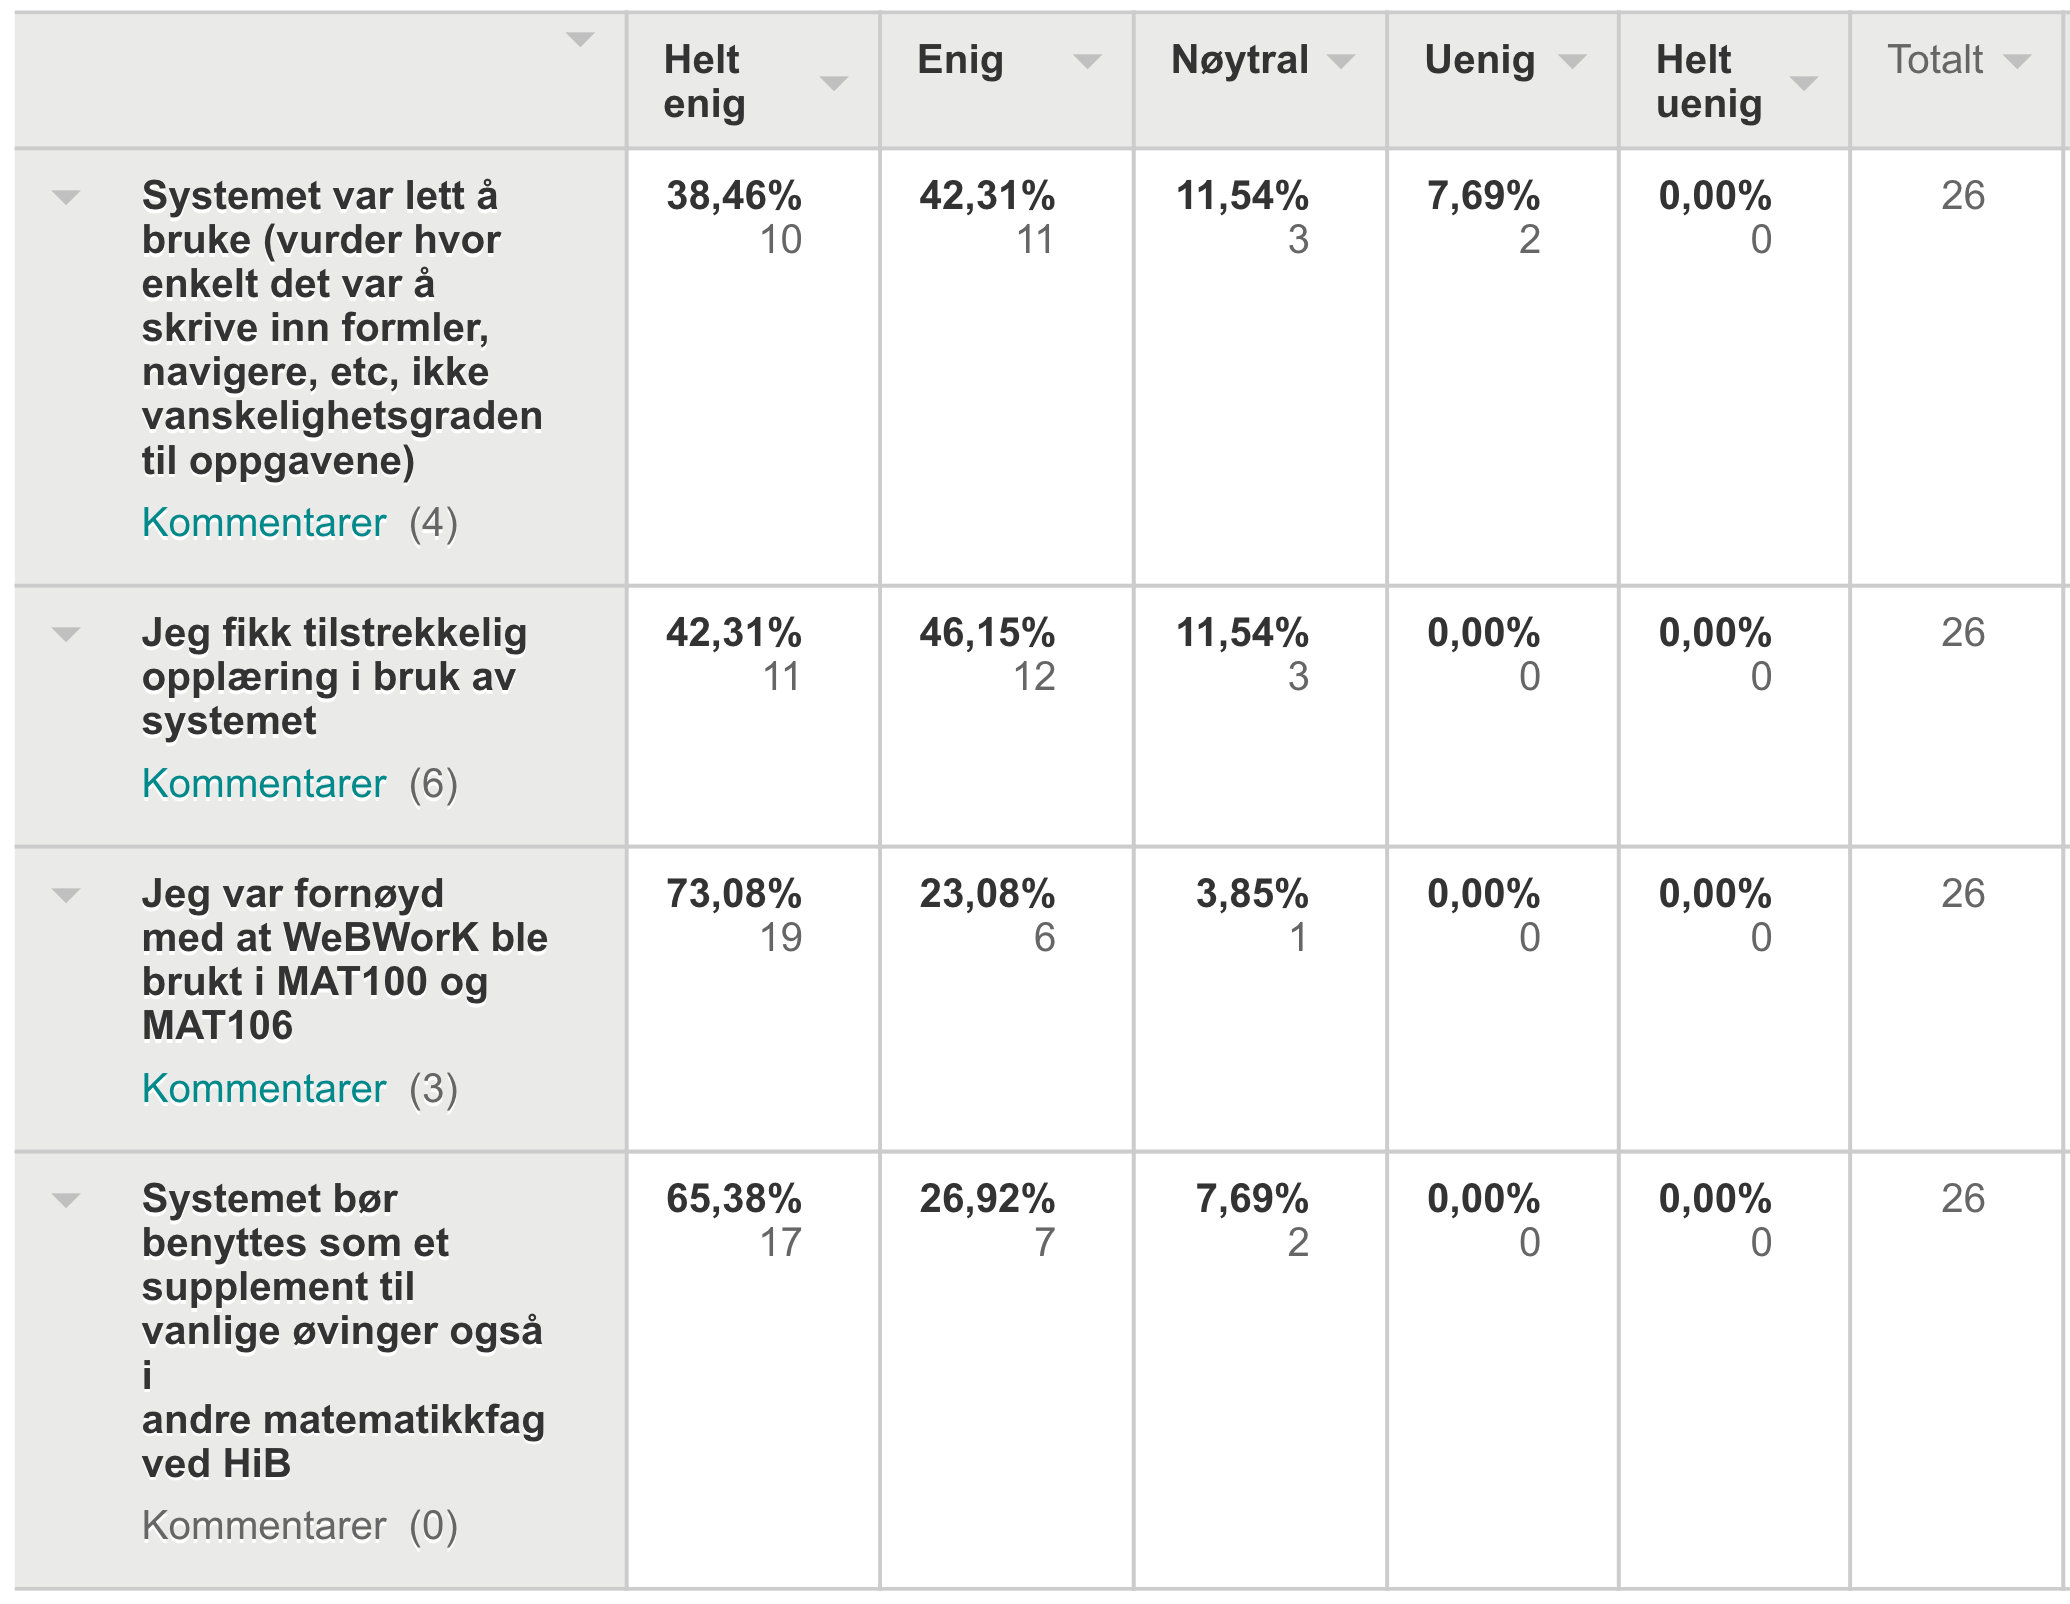 Helt
enig
Enig
Nøytral
Uenig
Helt
uenig
Totalt
Systemet var lett å
bruke (vurder hvor
enkelt det var å
skrive inn formler,
navigere, etc, ikke
vanskelighetsgraden
til oppgavene)
Kommentarer (4)
38,46%
10
42,31%
11
11,54%
3
7,69%
2
0,00%
0
26
Jeg fikk tilstrekkelig
opplæring i bruk av
systemet
Kommentarer (6)
42,31%
11
46,15%
12
11,54%
3
0,00%
0
0,00%
0
26
Jeg var fornøyd
med at WeBWorK ble
brukt i MAT100 og
MAT106
Kommentarer (3)
73,08%
19
23,08%
6
3,85%
1
0,00%
0
0,00%
0
26
Systemet bør
benyttes som et
supplement til
vanlige øvinger også
i
andre matematikkfag
ved HiB
Kommentarer (0)
65,38%
17
26,92%
7
7,69%
2
0,00%
0
0,00%
0
26